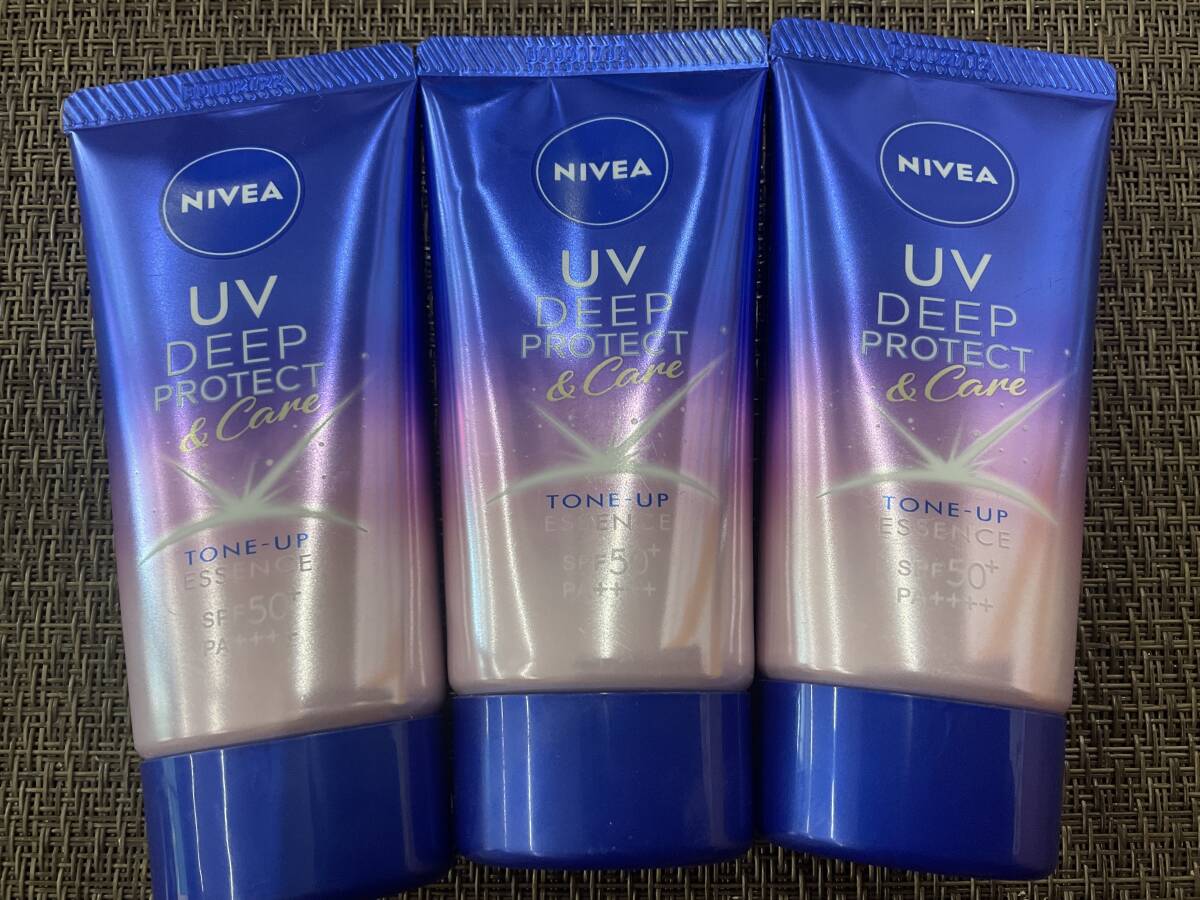 NIVEA
UV
DEEP
PROTECT
& Care
TONE-UP
ESSENCE
SPF50+
PA++++
NIVEA
UV
DEEP
PROTECT
& Care
TONE-UP
ESSENCE
SPF50+
PA++++
NIVEA
UV
DEEP
PROTECT
& Care
TONE-UP
ESSENCE
SPF50+
PA++++